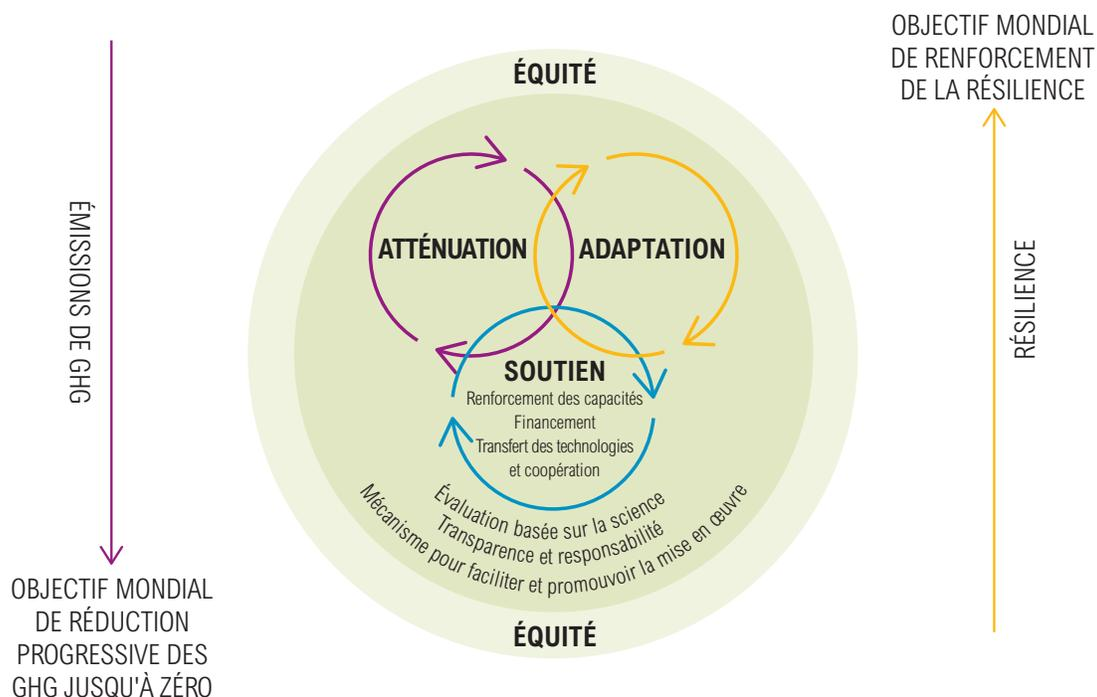 OBJECTIF MONDIAL
DE RENFORCEMENT
DE LA RÉSILIENCE
ÉQUITÉ
ÉMISSIONS DE GHG
ATTÉNUATION
ADAPTATION
RÉSILIENCE
SOUTIEN
Renforcement des capacités
Financement
Transfert des technologies
et coopération
Évaluation basée sur la science
Transparence et responsabilité
Mécanisme pour faciliter et promouvoir la mise en œuvre
OBJECTIF MONDIAL
DE RÉDUCTION
PROGRESSIVE DES
GHG JUSQU'À ZÉRO
ÉQUITÉ